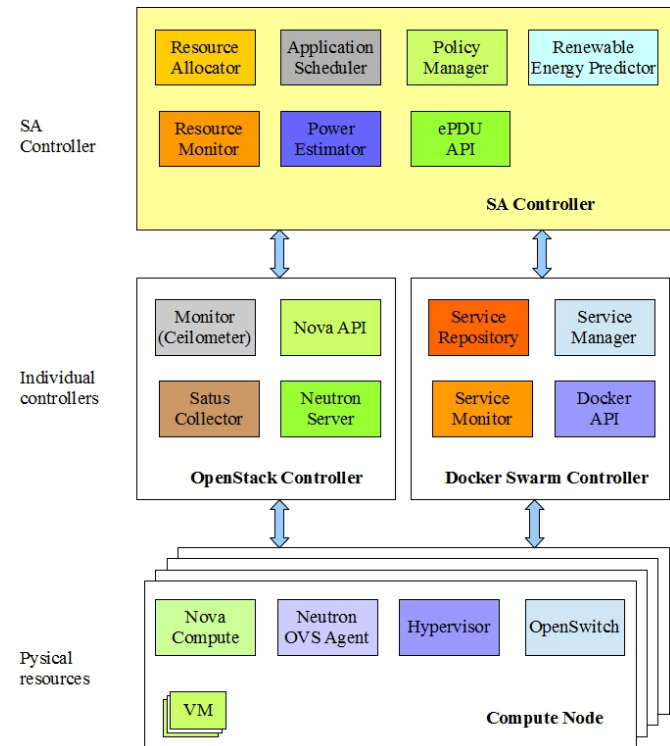 Resource
Allocator
Application
Scheduler
Policy
Manager
Renewable
Energy Predictor
SA
Controller
Resource
Monitor
Power
Estimator
ePDU
API
SA Controller
Individual
controllers
Monitor
(Ceilometer)
Nova API
Satus
Collector
Neutron
Server
OpenStack Controller
Service
Repository
Service
Manager
Service
Monitor
Docker
API
Docker Swarm Controller
Pysical
resources
Nova
Compute
Neutron
OVS Agent
Hypervisor
OpenSwitch
VM
Compute Node